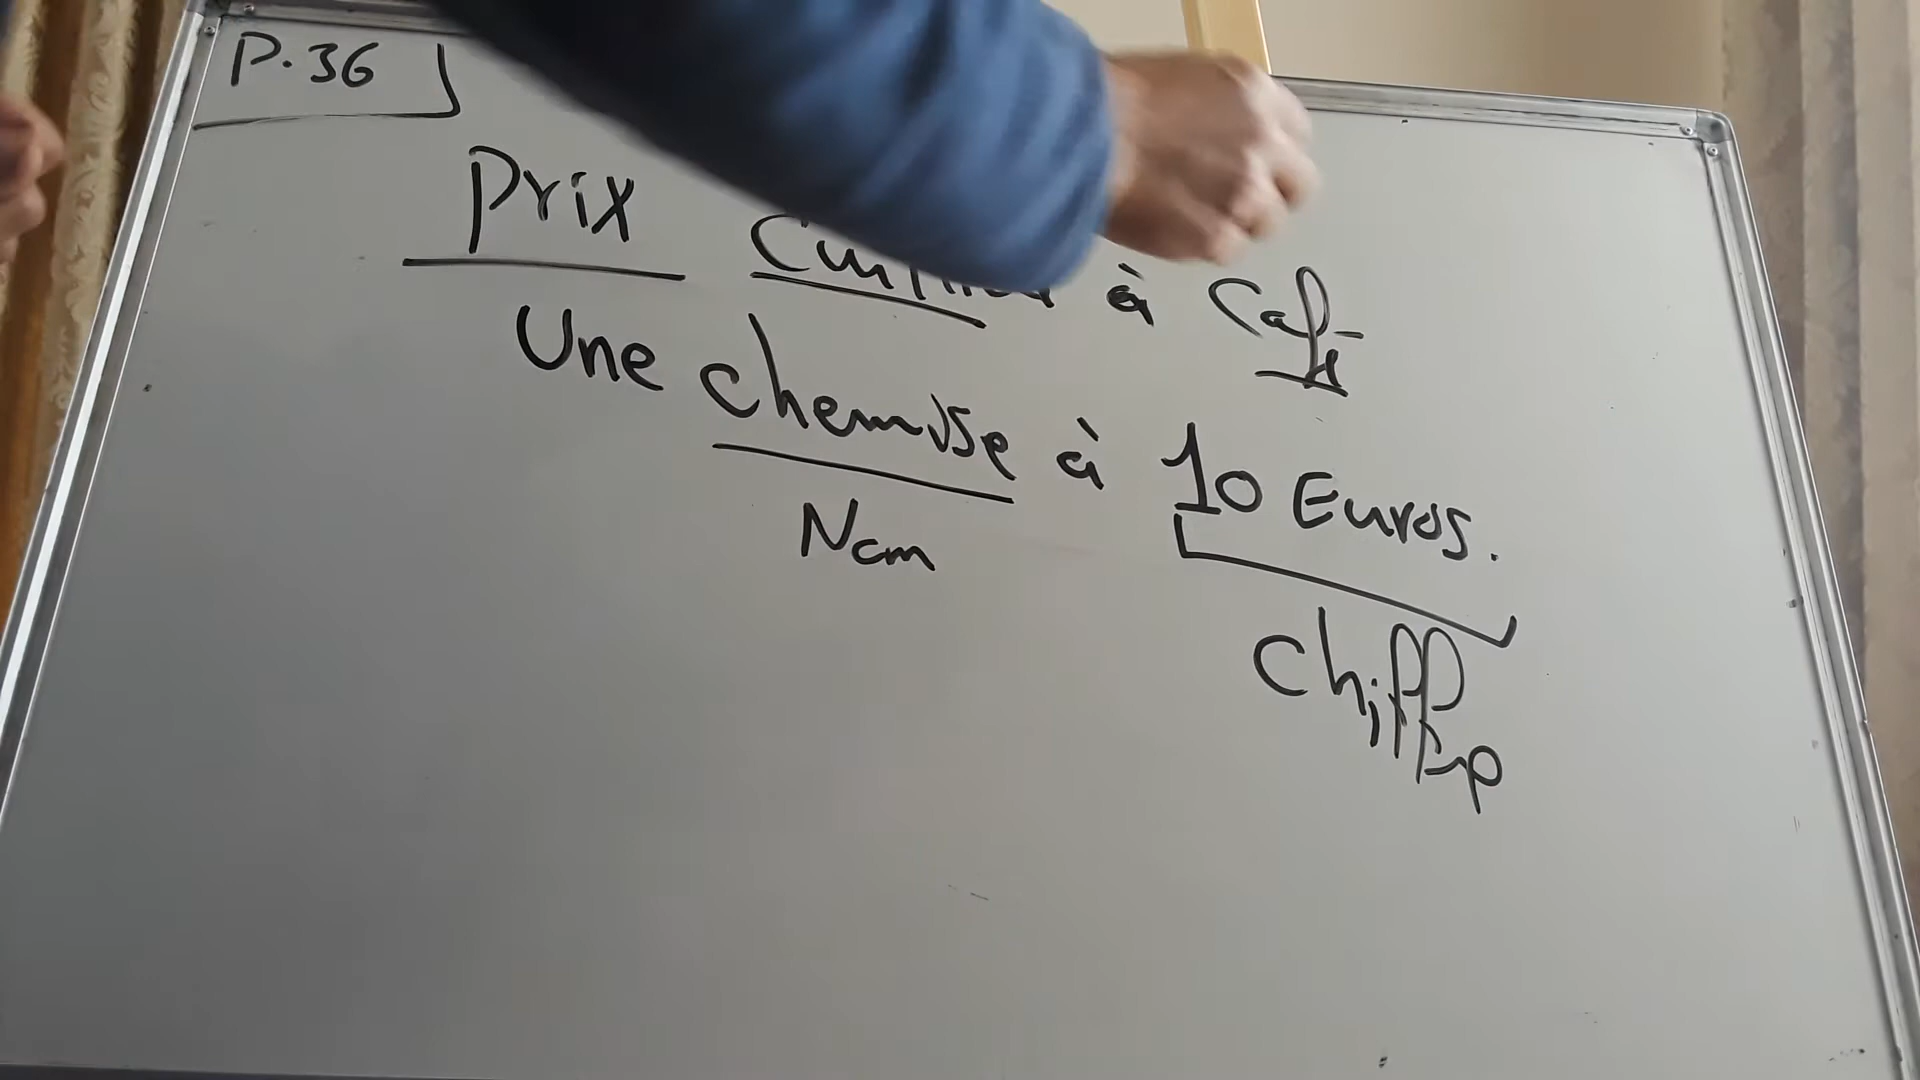 P.36
Prix à Café
Une chemise à 10 Euros.
Nom
Chiffre